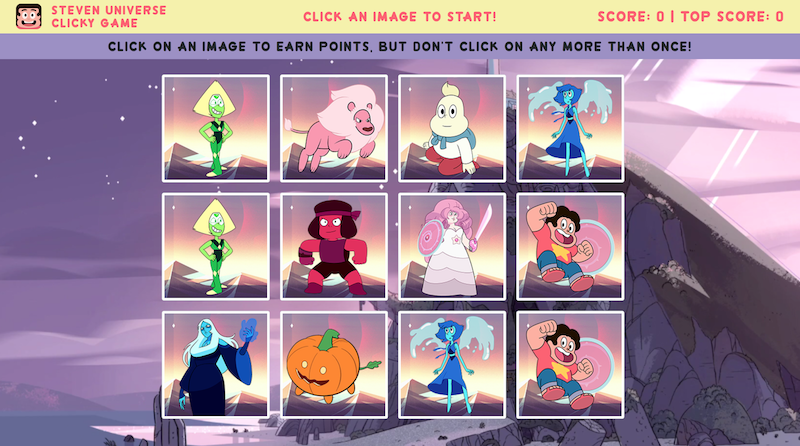 STEVEN UNIVERSE
CLICKY GAME
CLICK AN IMAGE TO START!
SCORE: 0 | TOP SCORE: 0
CLICK ON AN IMAGE TO EARN POINTS, BUT DON'T CLICK ON ANY MORE THAN ONCE!